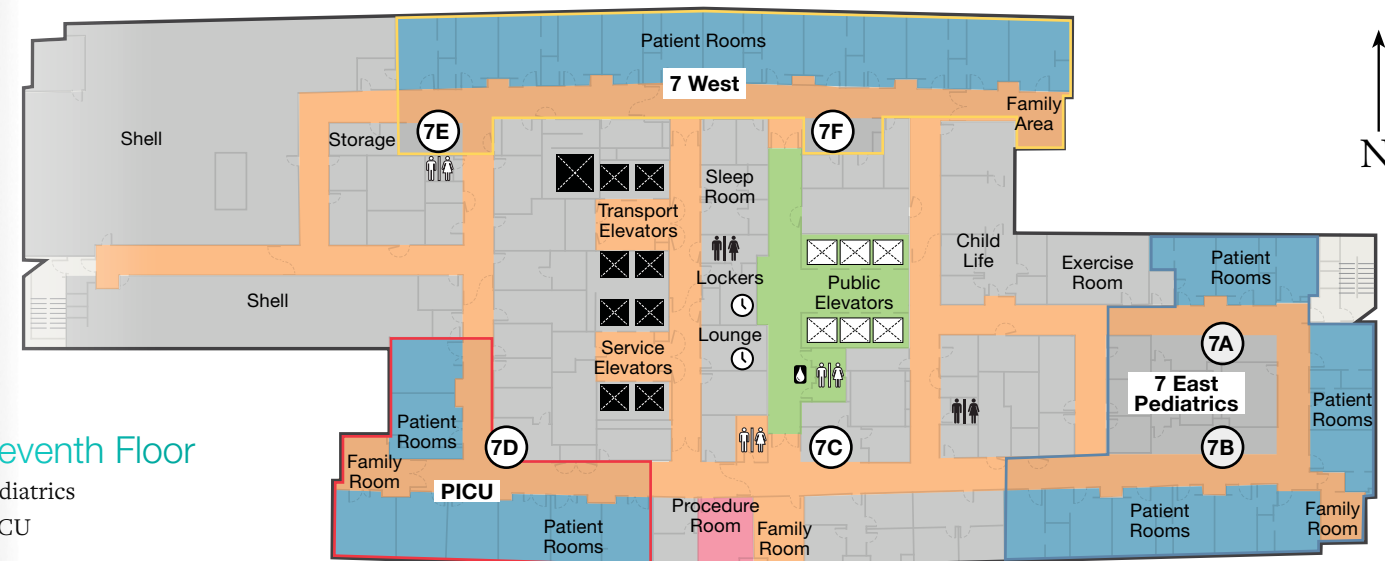 Patient Rooms
7 West
Family
Area
N
Shell
Storage
7E
7F
Sleep
Room
Transport
Elevators
Child
Life
Exercise
Room
Patient
Rooms
Lockers
Public
Elevators
Shell
Lounge
Service
Elevators
7A
7 East
Pediatrics
Patient
Rooms
Patient
Rooms
7D
7C
7B
eventh Floor
Family
Room
diatrics
PICU
CU
Procedure
Room
Patient
Rooms
Family
Room
Patient
Rooms
Family
Room